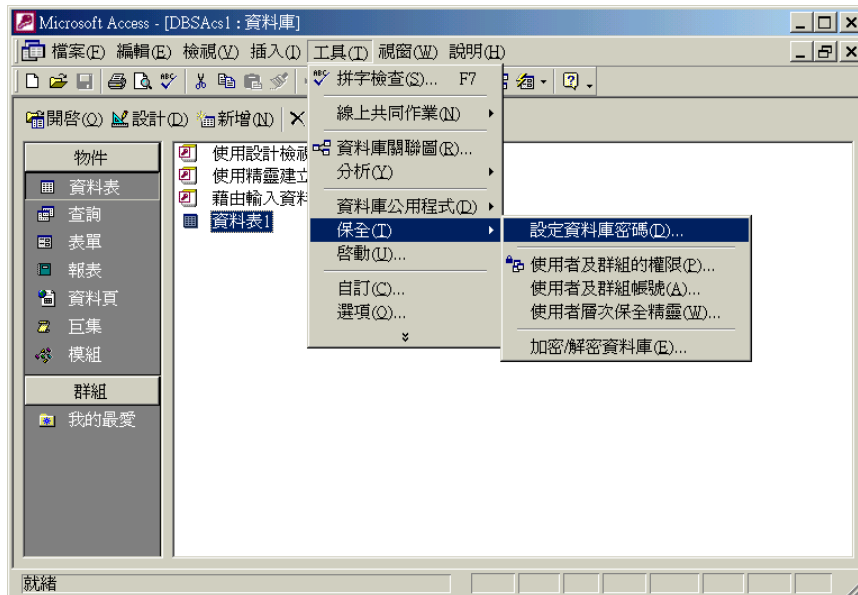 Microsoft Access - [DBSAcs1 : 資料庫]
檔案(F) 編輯(E) 檢視(V) 插入(I) 工具(T) 視窗(W) 說明(H)
開啓(O) 設計(D) 新增(N)
物件
資料表
查詢
表單
報表
資料頁
巨集
模組
群組
我的最愛
使用設計檢視
使用精靈建立
藉由輸入資料
資料表1
拼字檢查(S)... F7
線上共同作業(N)
資料庫關聯圖(R)...
分析(Y)
資料庫公用程式(D)
保全(T)
啓動(U)...
自訂(C)...
選項(O)...
設定資料庫密碼(D)...
使用者及群組的權限(P)...
使用者及群組帳號(A)...
使用者層次保全精靈(W)...
加密/解密資料庫(E)...
就緒